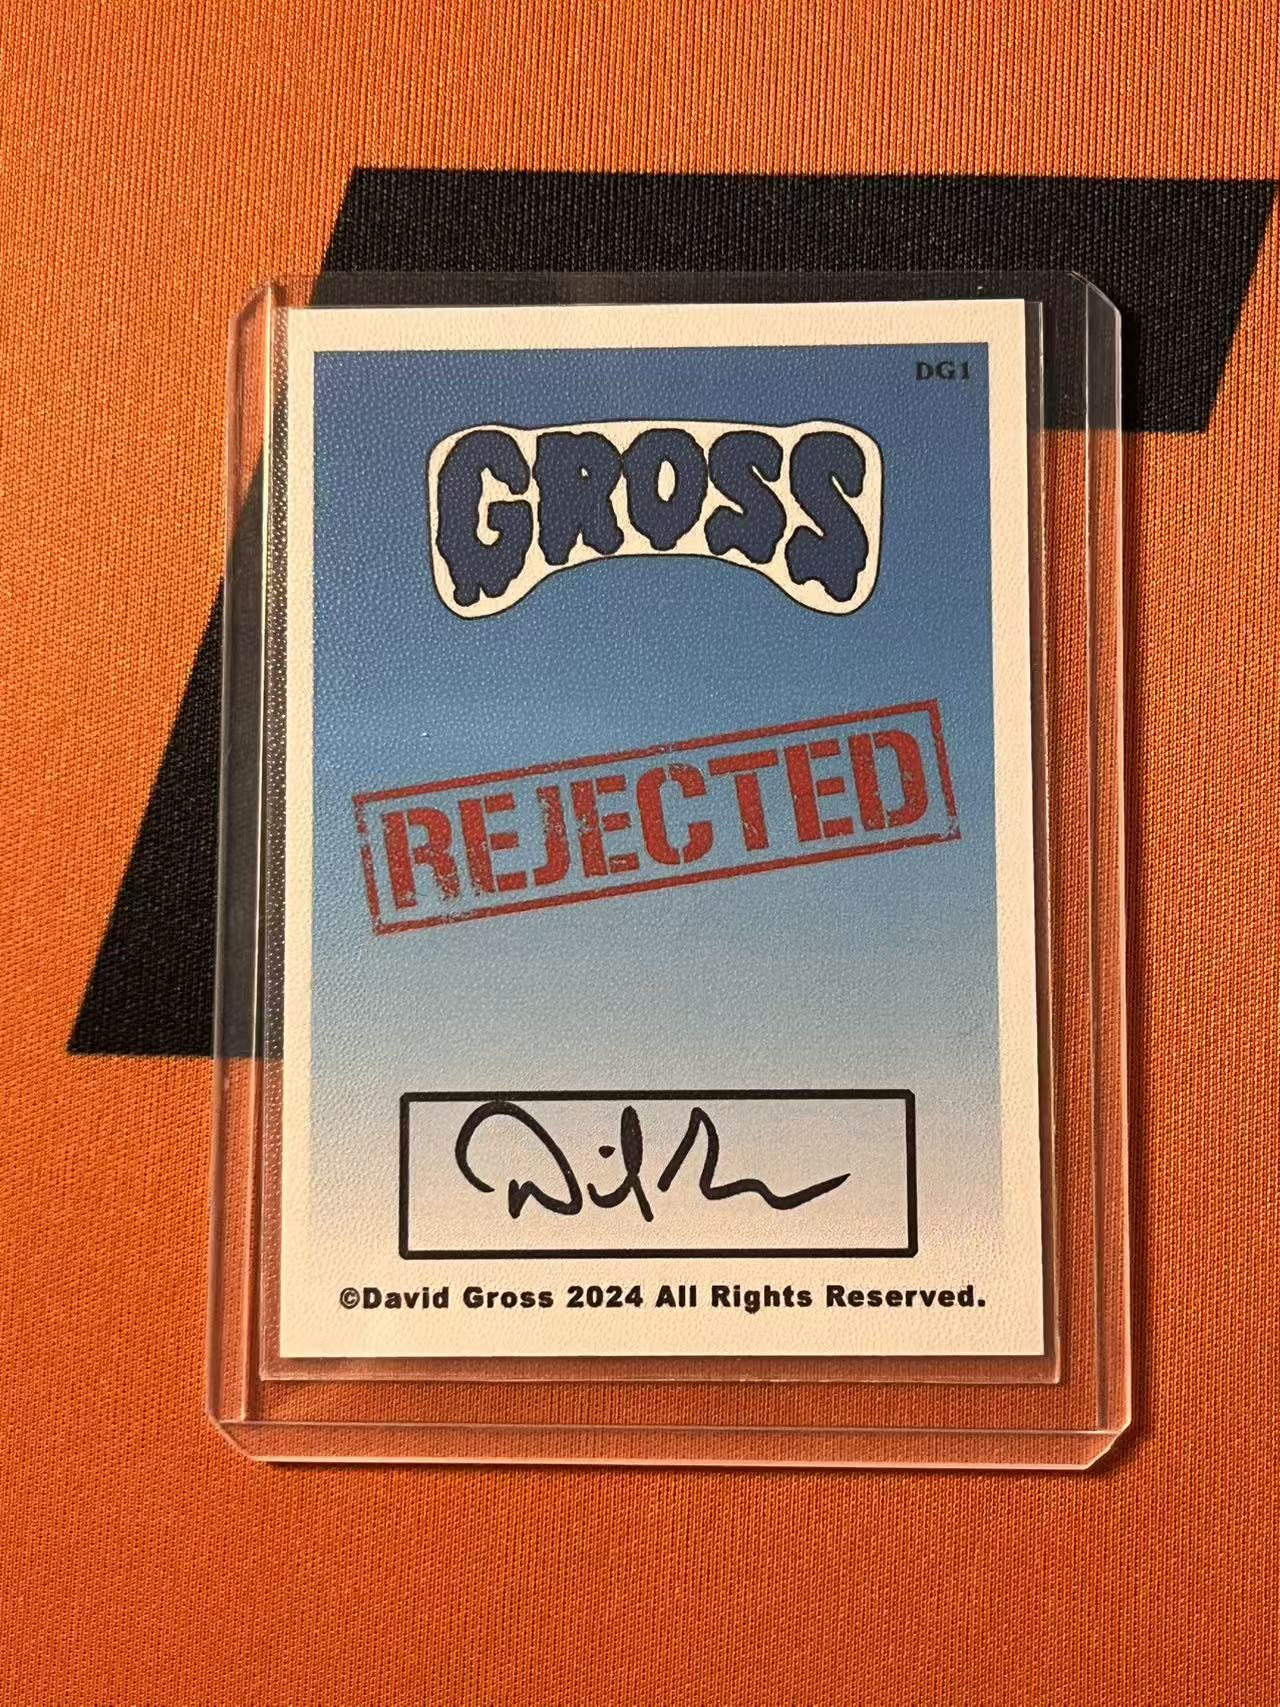 DG1
GROSS
REJECTED
©David Gross 2024 All Rights Reserved.